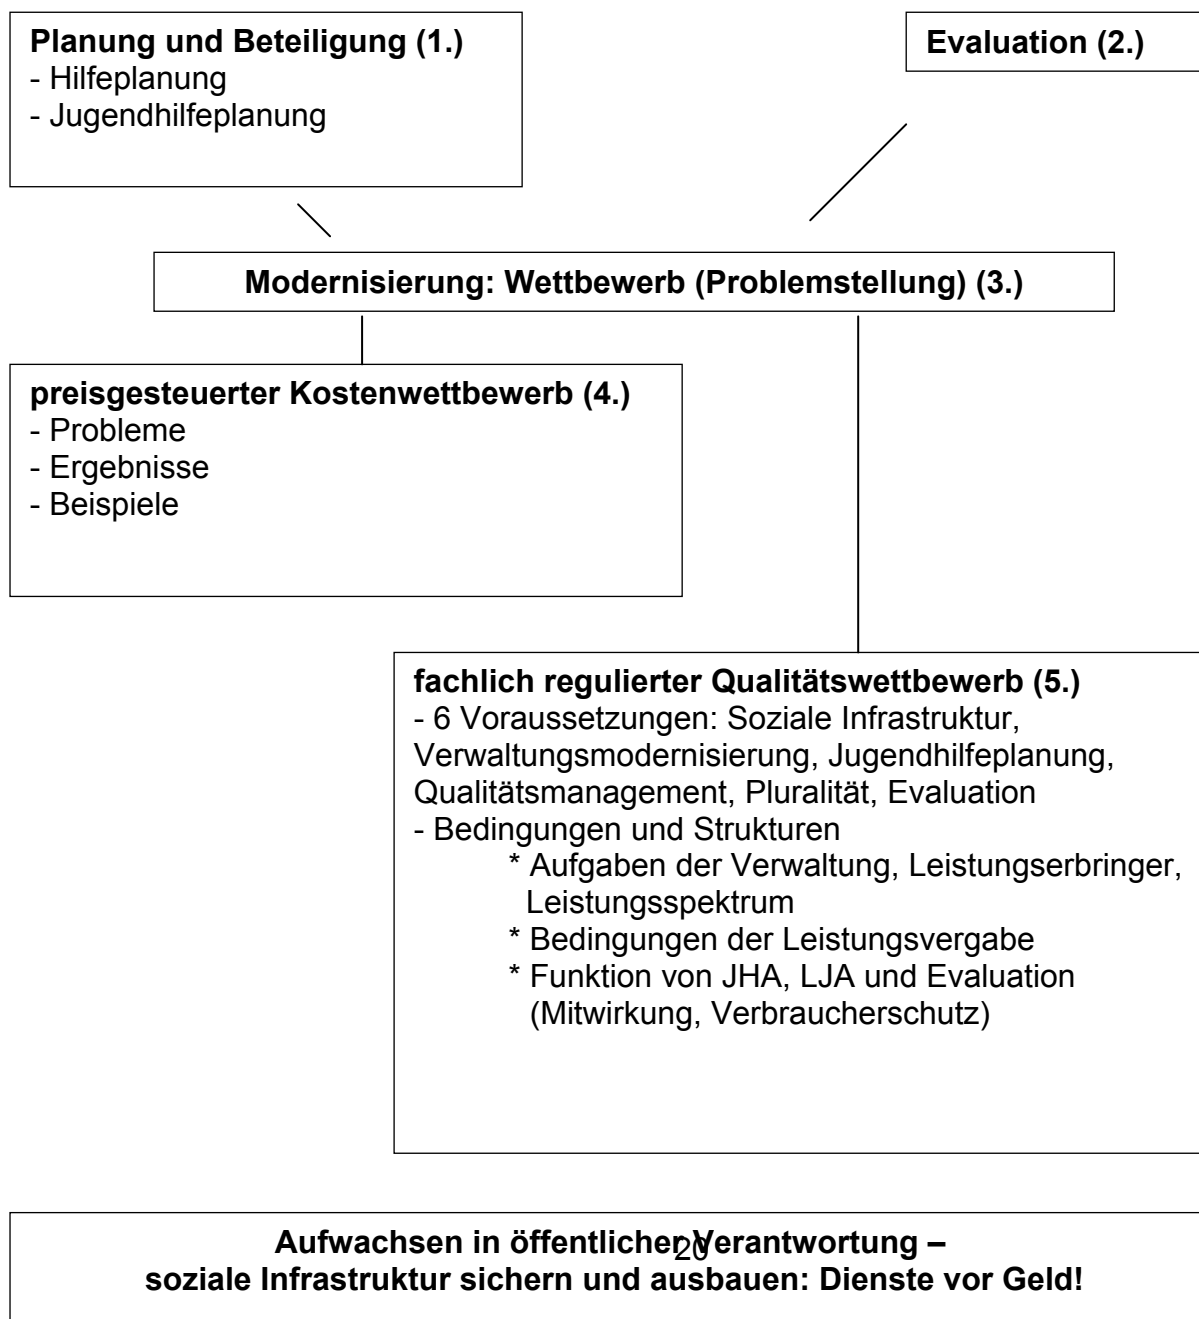 Planung und Beteiligung (1.)
- Hilfeplanung
- Jugendhilfeplanung
Evaluation (2.)
Modernisierung: Wettbewerb (Problemstellung) (3.)
preisgesteuerter Kostenwettbewerb (4.)
- Probleme
- Ergebnisse
- Beispiele
fachlich regulierter Qualitätswettbewerb (5.)
- 6 Voraussetzungen: Soziale Infrastruktur,
Verwaltungsmodernisierung, Jugendhilfeplanung,
Qualitätsmanagement, Pluralität, Evaluation
- Bedingungen und Strukturen
* Aufgaben der Verwaltung, Leistungserbringer,
Leistungsspektrum
* Bedingungen der Leistungsvergabe
* Funktion von JHA, LJA und Evaluation
(Mitwirkung, Verbraucherschutz)
Aufwachsen in öffentlicher Verantwortung –
20
soziale Infrastruktur sichern und ausbauen: Dienste vor Geld!